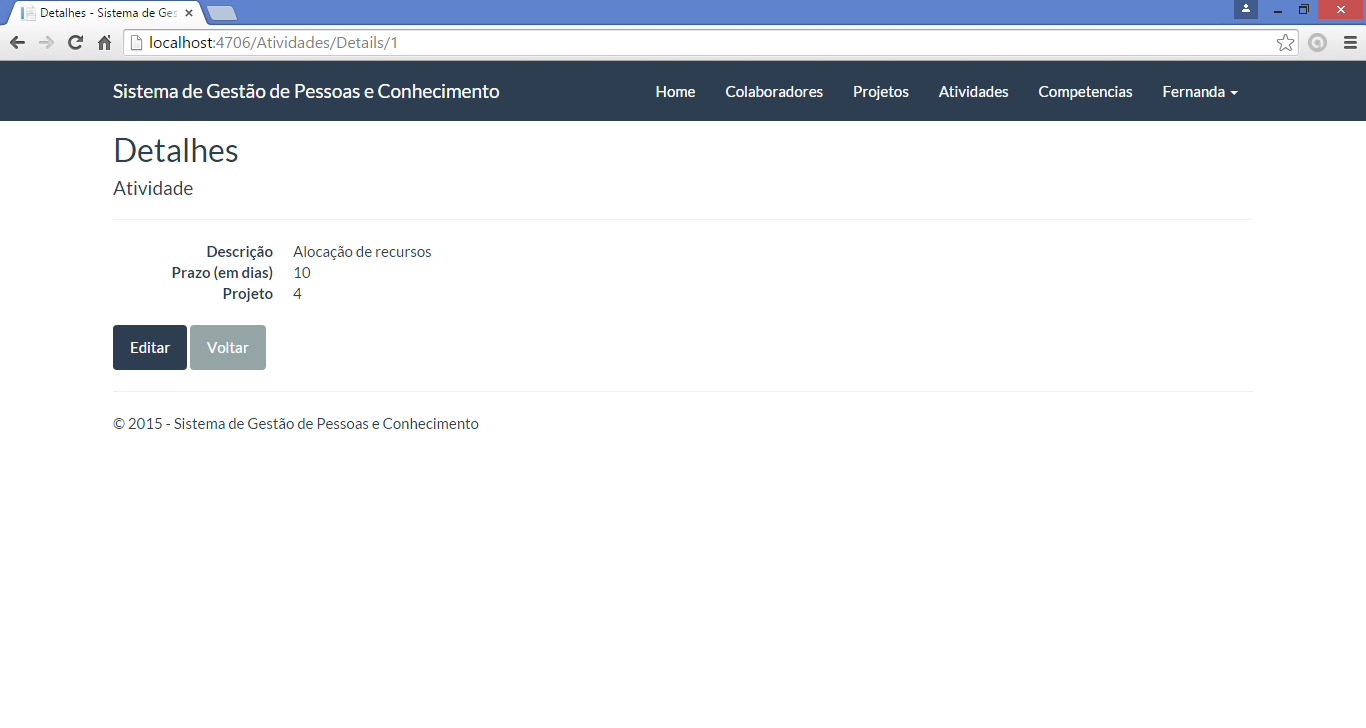 Detalhes - Sistema de Ges
localhost:4706/Atividades/Details/1
Sistema de Gestão de Pessoas e Conhecimento Home Colaboradores Projetos Atividades Competencias Fernanda
Detalhes
Atividade
Descrição Alocação de recursos
Prazo (em dias) 10
Projeto 4
Editar Voltar
© 2015 - Sistema de Gestão de Pessoas e Conhecimento